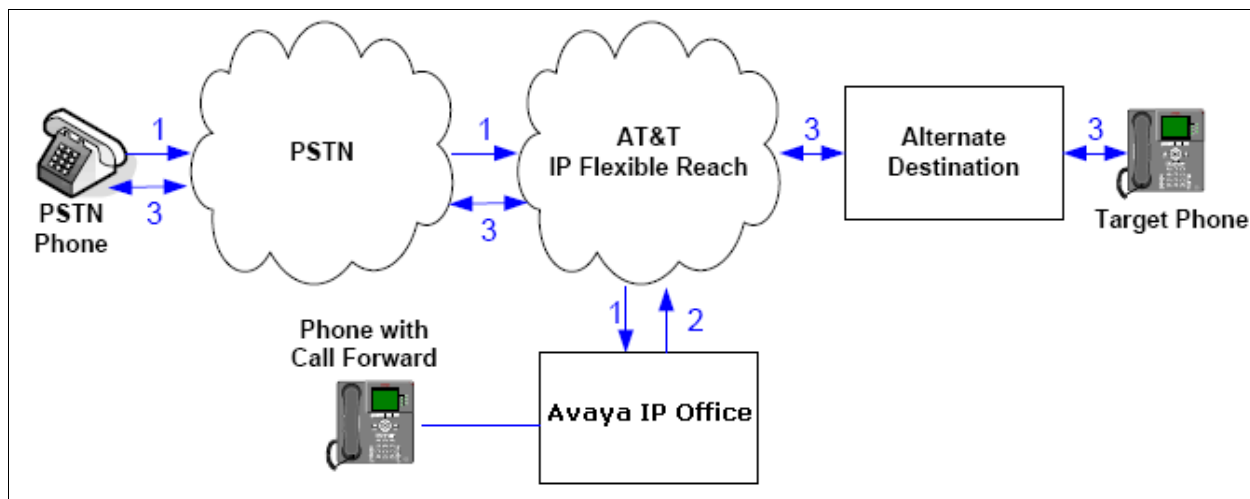 1
3
PSTN
Phone
PSTN
1
3
AT&T
IP Flexible Reach
3
Alternate
Destination
3
Target Phone
1
2
Phone with
Call Forward
Avaya IP Office